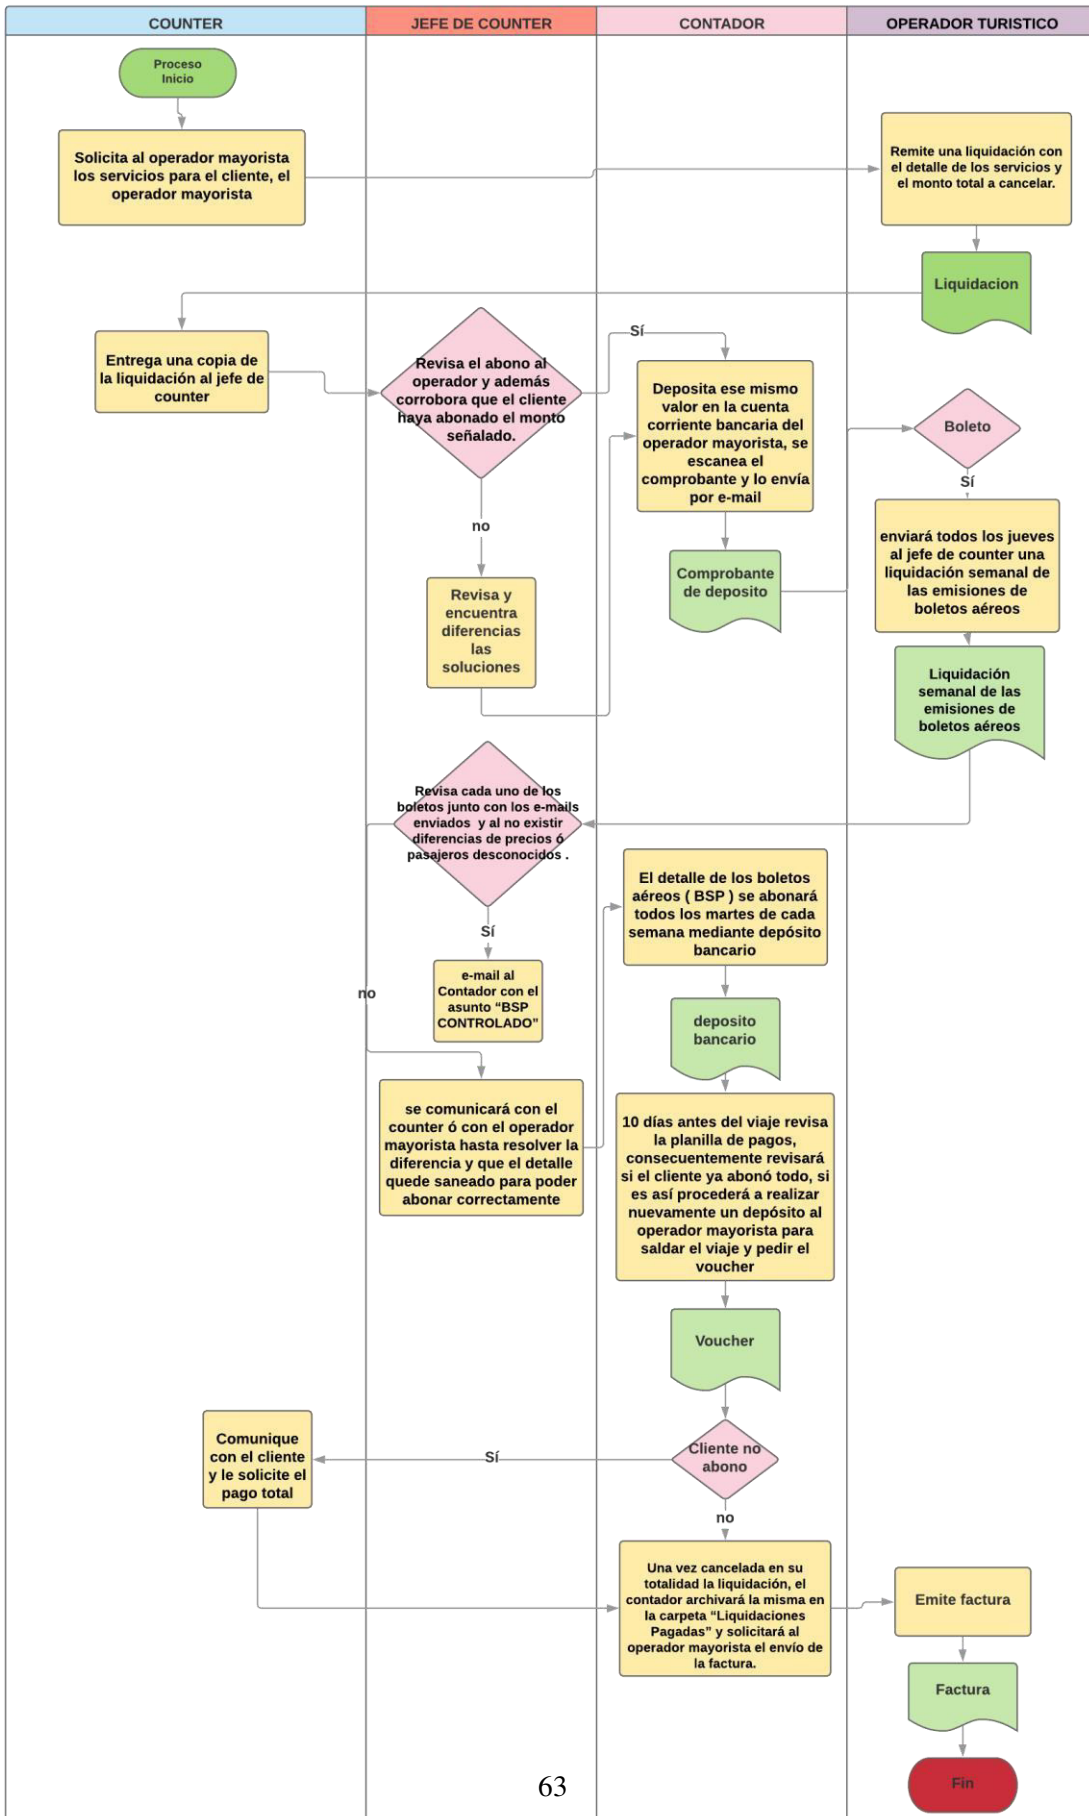 COUNTER
JEFE DE COUNTER
CONTADOR
OPERADOR TURISTICO
Proceso
Inicio
Solicita al operador mayorista
los servicios para el cliente, el
operador mayorista
Remite una liquidación con
el detalle de los servicios y
el monto total a cancelar.
Liquidacion
Entrega una copia de
la liquidación al jefe de
counter
Revisa el abono al
operador y además
corrobora que el cliente
haya abonado el monto
señalado.
Sí
Deposita ese mismo
valor en la cuenta
corriente bancaria del
operador mayorista, se
escanea el
comprobante y lo envía
por e-mail
Boleto
Sí
no
enviará todos los jueves
al jefe de counter una
liquidación semanal de
las emisiones de
boletos aéreos
Comprobante
de deposito
Revisa y
encuentra
diferencias
las
soluciones
Liquidación
semanal de las
emisiones de
boletos aéreos
Revisa cada uno de los
boletos junto con los e-mails
enviados y al no existir
diferencias de precios ó
pasajeros desconocidos .
Sí
no
El detalle de los boletos
aéreos ( BSP ) se abonará
todos los martes de cada
semana mediante depósito
bancario
e-mail al
Contador con el
asunto “BSP
CONTROLADO”
deposito
bancario
se comunicará con el
counter ó con el operador
mayorista hasta resolver la
diferencia y que el detalle
quede saneado para poder
abonar correctamente
10 días antes del viaje revisa
la planilla de pagos,
consecuentemente revisará
si el cliente ya abonó todo, si
es así procederá a realizar
nuevamente un depósito al
operador mayorista para
saldar el viaje y pedir el
voucher
Voucher
Cliente no
abono
Sí
Comunique
con el cliente
y le solicite el
pago total
no
Una vez cancelada en su
totalidad la liquidación, el
contador archivará la misma en
la carpeta “Liquidaciones
Pagadas” y solicitará al
operador mayorista el envío de
la factura.
Emite factura
Factura
Fin
63